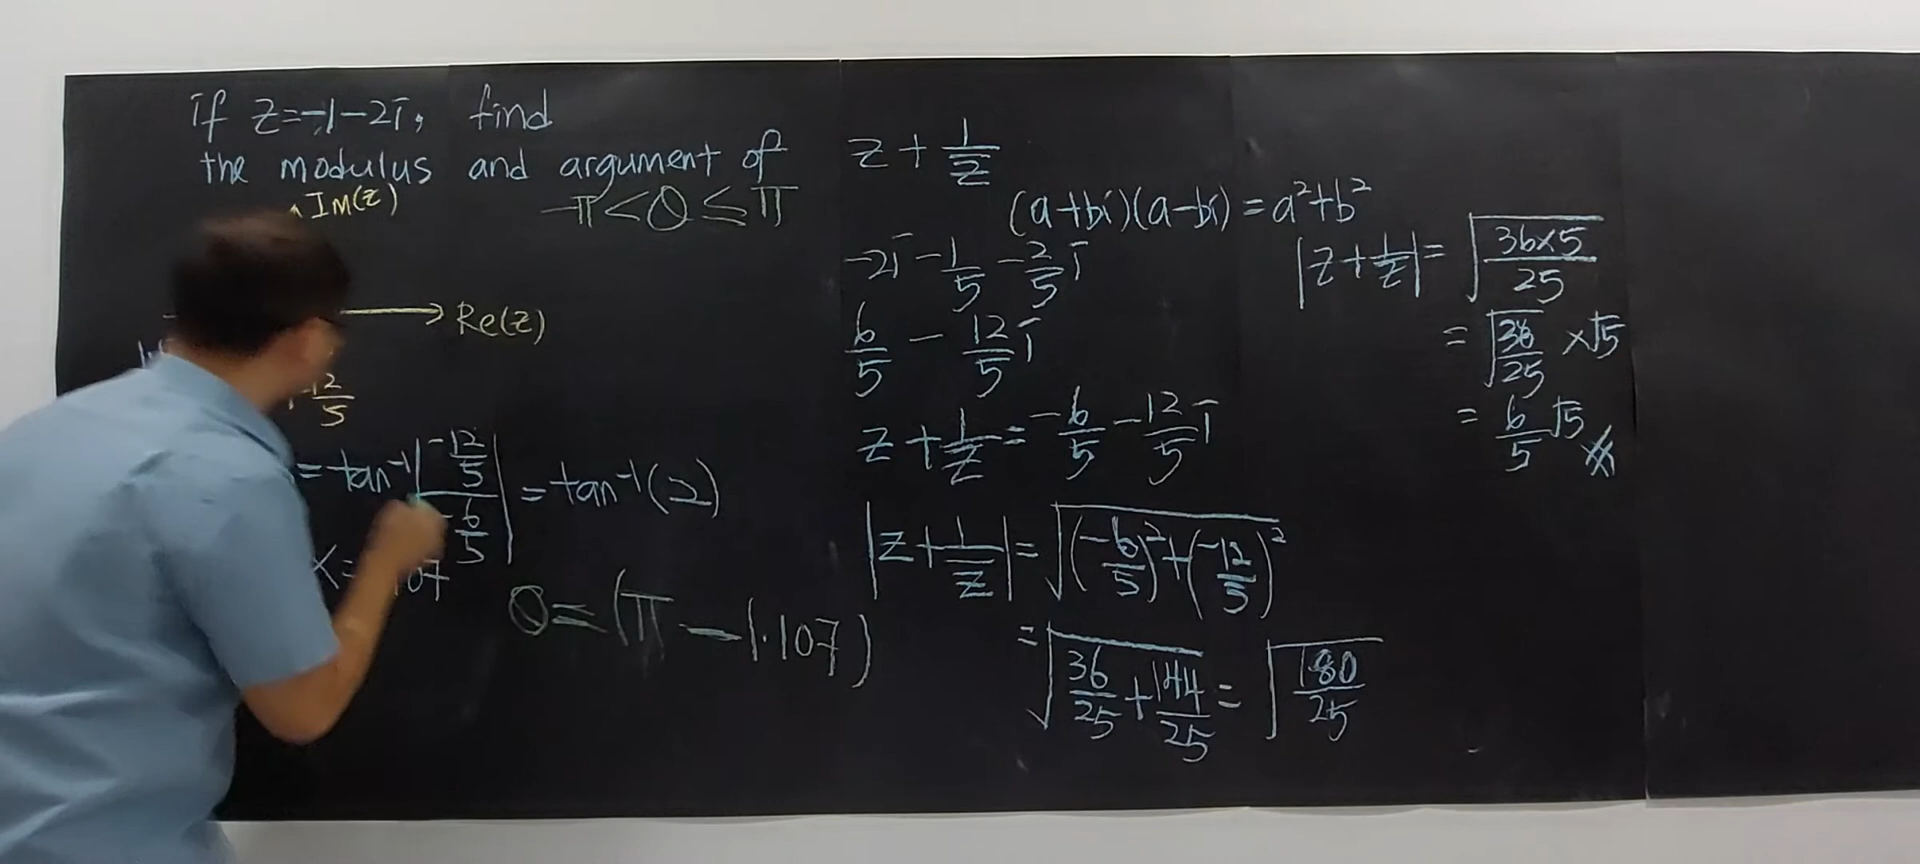 if z=-1-2i, find
the modulus and argument of z + 1/z
-π<θ≤π
Im(z)
Re(z)
-12/5
= tan⁻¹|(-12/5)/(-6/5)| = tan⁻¹(2)
θ=(π-1.107)
(a+bi)(a-bi)=a²+b²
-2i-1/5-2/5i
6/5-12/5i
z+1/z=-6/5-12/5i
|z+1/z|=√((-6/5)²+(-12/5)²)
=√(36/25+144/25)=√(180/25)
|z+1/z|=√(36×5/25)
=√(36/25)×√5
=6/5√5